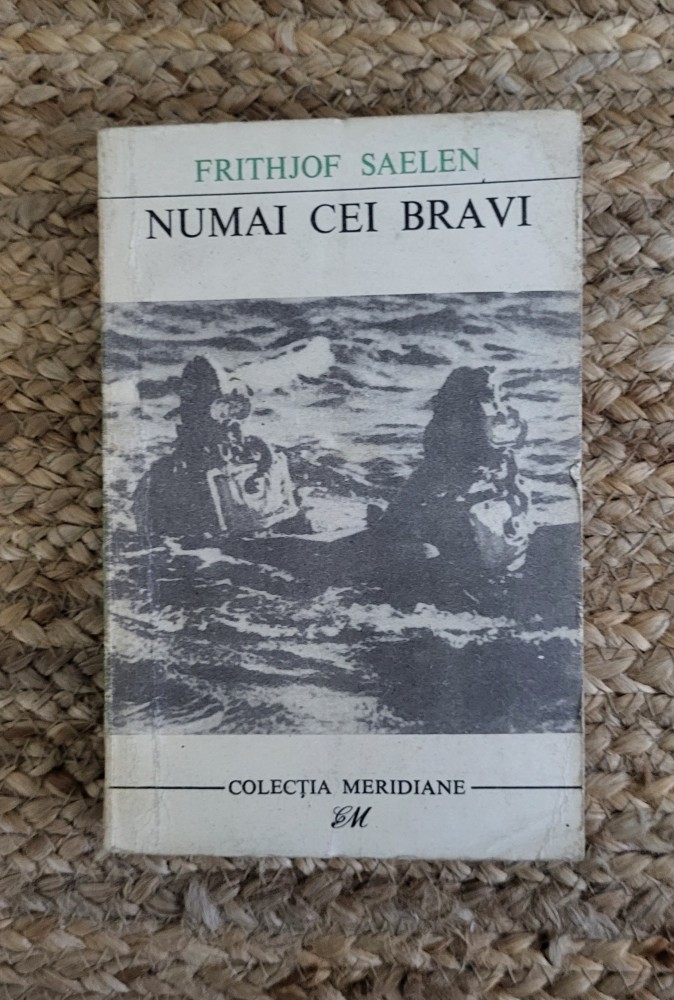 FRITHJOF SAELEN
NUMAI CEI BRAVI
COLECȚIA MERIDIANE
CM